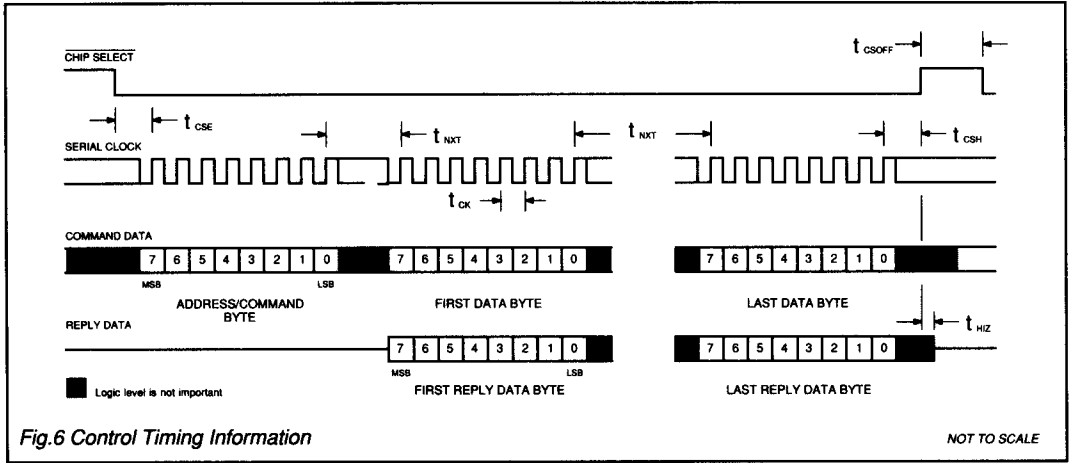 CHIP SELECT
t CSOFF
t CSE
t NXT
t NXT
t CSH
SERIAL CLOCK
t CK
COMMAND DATA
7 6 5 4 3 2 1 0 7 6 5 4 3 2 1 0 7 6 5 4 3 2 1 0
MSB LSB
ADDRESS/COMMAND
BYTE
FIRST DATA BYTE
LAST DATA BYTE
REPLY DATA
t HIZ
7 6 5 4 3 2 1 0 7 6 5 4 3 2 1 0
MSB LSB
Logic level is not important
FIRST REPLY DATA BYTE
LAST REPLY DATA BYTE
Fig.6 Control Timing Information
NOT TO SCALE